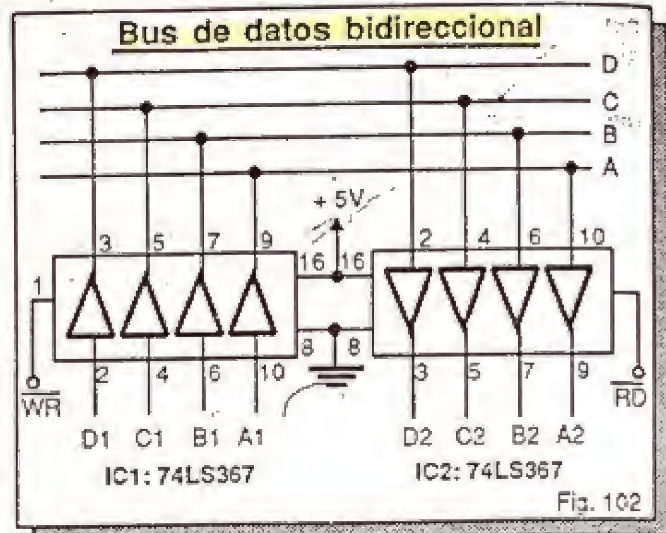 Bus de datos bidireccional
D
C
B
A
+ 5V
3 5 7 9
2 4 6 10
1
16 16
8 8
2 4 6 10
3 5 7 9
WR
RD
D1 C1 B1 A1
D2 C2 B2 A2
IC1: 74LS367
IC2: 74LS367
Fig. 102